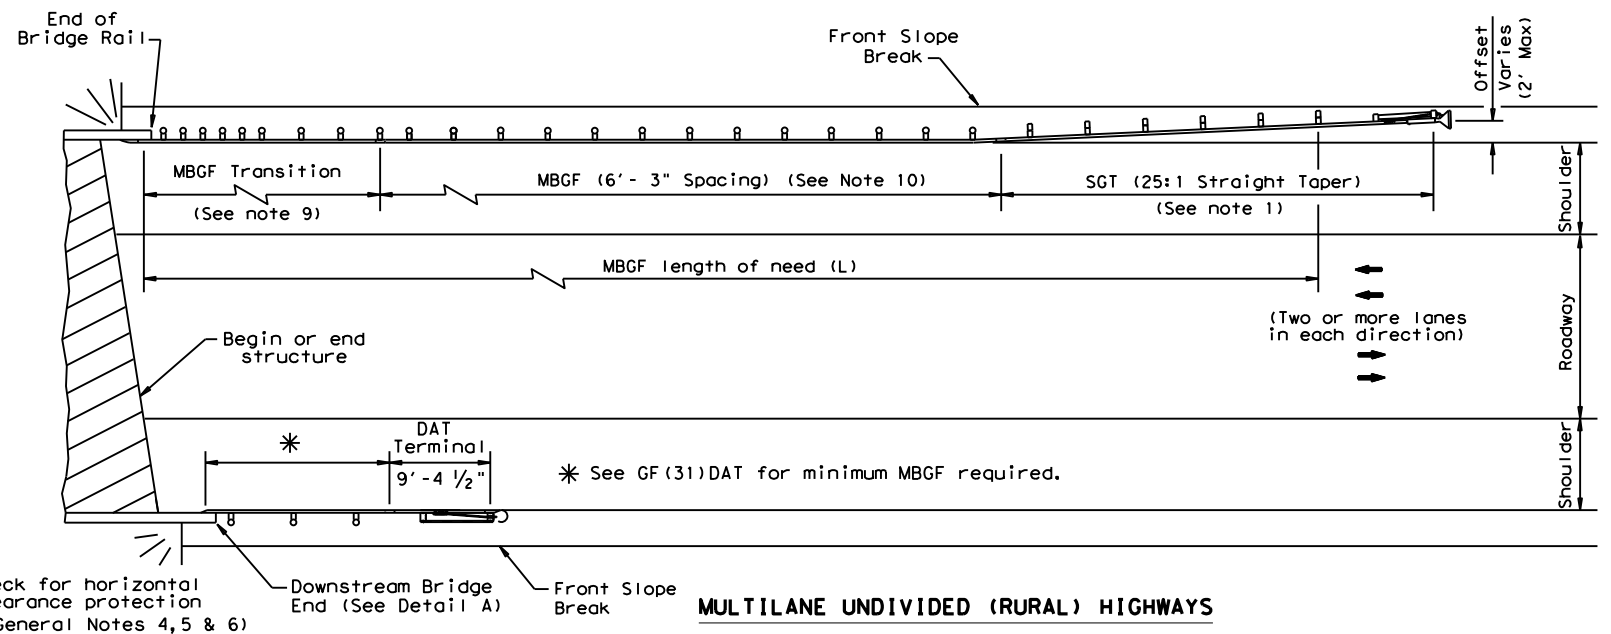 End of
Bridge Rail
Front Slope
Break
Offset
Varies
(2' Max)
MBGF Transition
(See note 9)
MBGF (6'- 3" Spacing) (See Note 10)
SGT (25:1 Straight Taper)
(See note 1)
Shoulder
MBGF length of need (L)
(Two or more lanes
in each direction)
Roadway
Begin or end
structure
DAT
Terminal
9'-4 ½"
✳
✳ See GF(31)DAT for minimum MBGF required.
Shoulder
eck for horizontal
earance protection
General Notes 4,5 & 6)
Downstream Bridge
End (See Detail A)
Front Slope
Break
MULTILANE UNDIVIDED (RURAL) HIGHWAYS